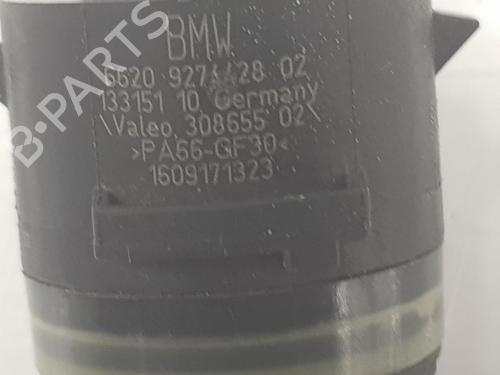 BMW
6620 9274428 02
133151 10 Germany
\Valeo 308655 02\
>PA66-GF30<
1609171323
B-Parts